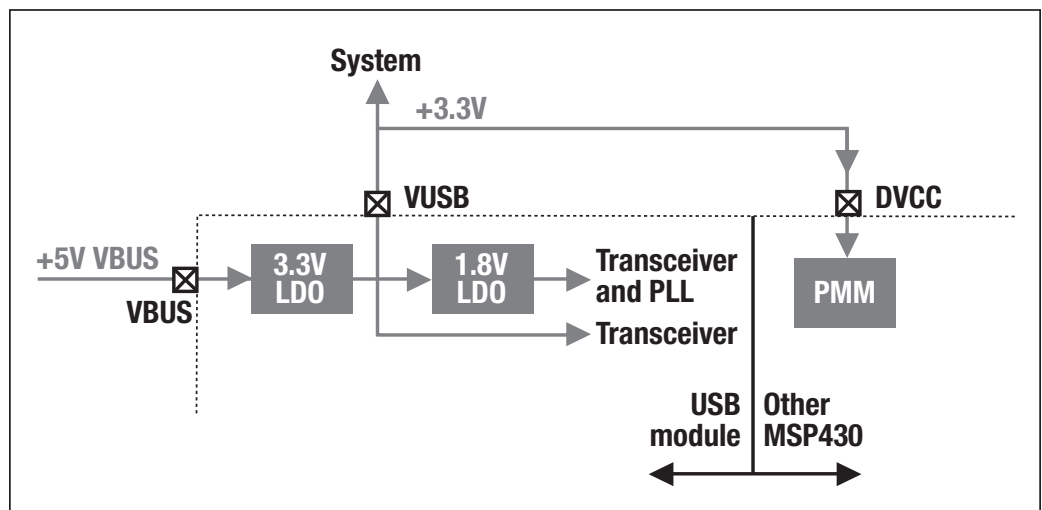 System
+3.3V
VUSB
DVCC
+5V VBUS
VBUS
3.3V
LDO
1.8V
LDO
Transceiver
and PLL
Transceiver
PMM
USB
module
Other
MSP430